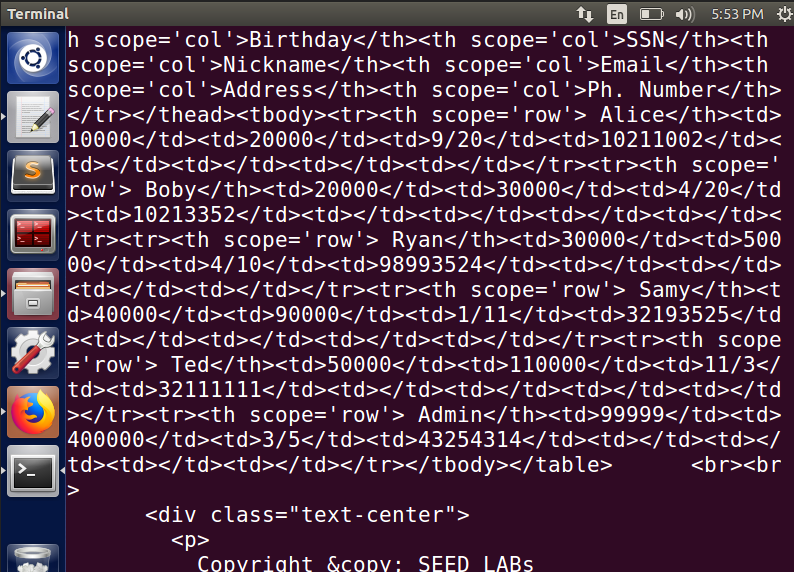 Terminal
En
5:53 PM
h scope='col'>Birthday</th><th scope='col'>SSN</th><th
scope='col'>Nickname</th><th scope='col'>Email</th><th
scope='col'>Address</th><th scope='col'>Ph. Number</th>
</tr></thead><tbody><tr><th scope='row'> Alice</th><td>
10000</td><td>20000</td><td>9/20</td><td>10211002</td><
td></td><td></td><td></td><td></td></tr><tr><th scope='
row'> Boby</th><td>20000</td><td>30000</td><td>4/20</td
><td>10213352</td><td></td><td></td><td></td><td></td><
/tr><tr><th scope='row'> Ryan</th><td>30000</td><td>500
00</td><td>4/10</td><td>98993524</td><td></td><td></td>
<td></td><td></td></tr><tr><th scope='row'> Samy</th><t
d>40000</td><td>90000</td><td>1/11</td><td>32193525</td
><td></td><td></td><td></td><td></td></tr><tr><th scope
='row'> Ted</th><td>50000</td><td>110000</td><td>11/3</
td><td>32111111</td><td></td><td></td><td></td><td></td
></tr><tr><th scope='row'> Admin</th><td>99999</td><td>
400000</td><td>3/5</td><td>43254314</td><td></td><td></
td><td></td><td></td></tr></tbody></table>      <br><br
>
<div class="text-center">
<p>
Copyright &copy; SEED LABs